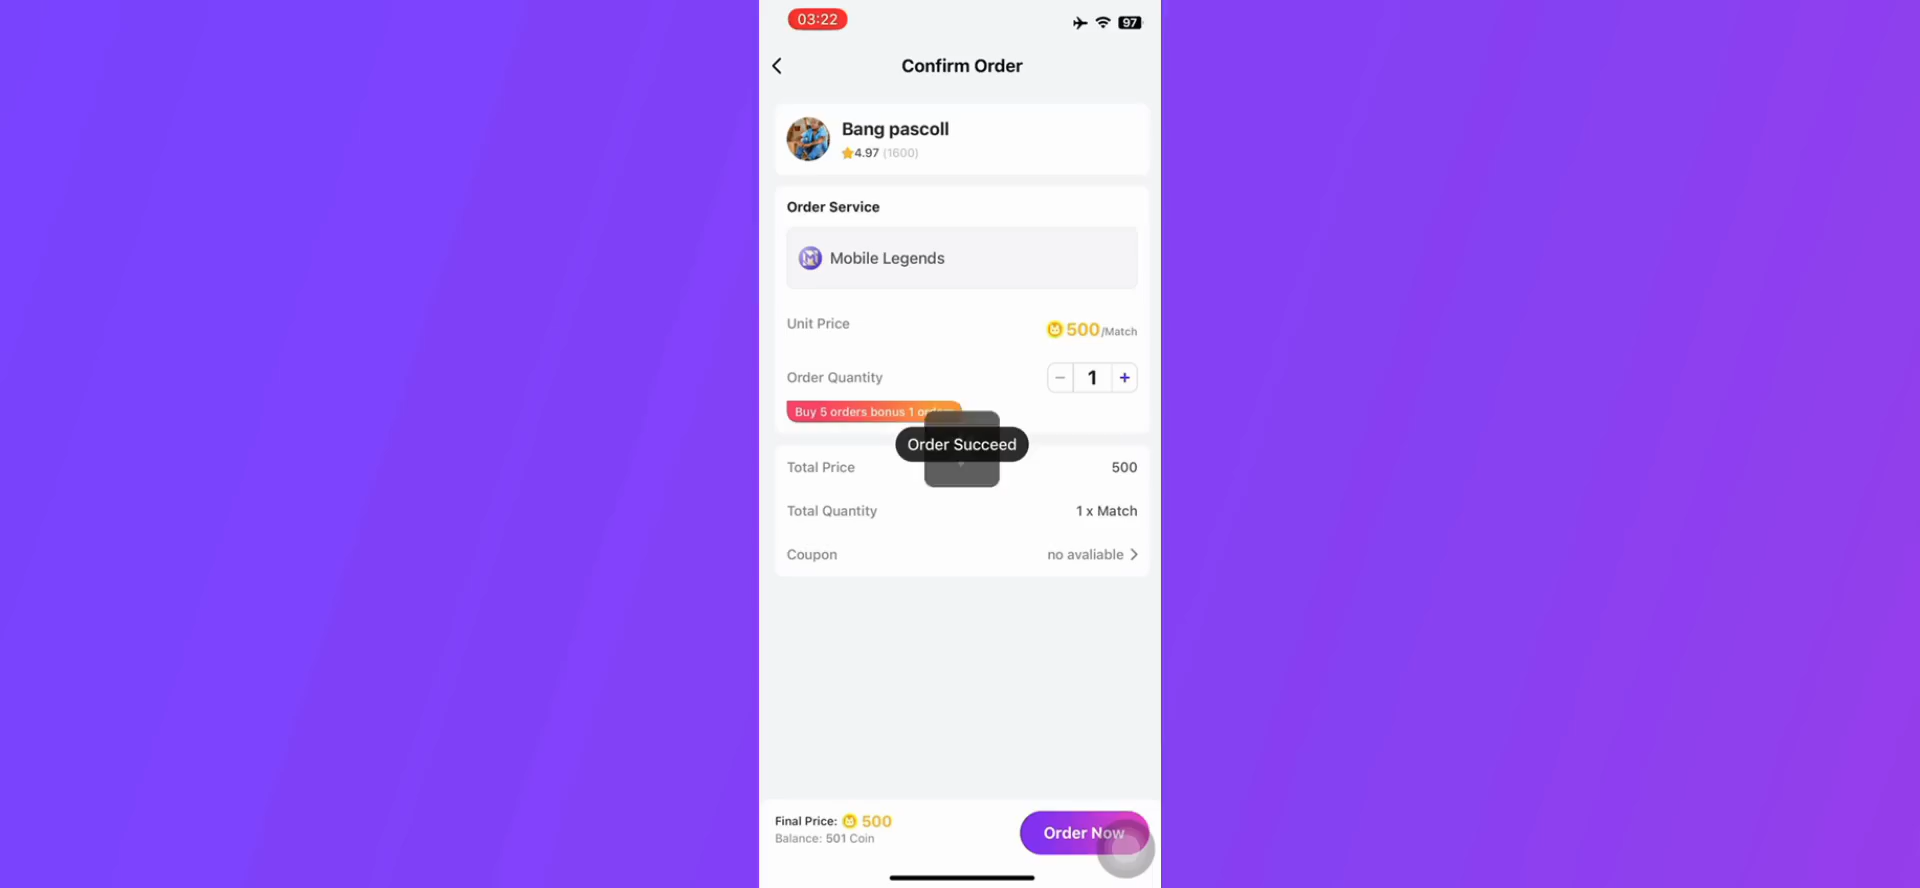 03:22
97
Confirm Order
Bang pascoll
4.97 (1600)
Order Service
Mobile Legends
Unit Price
500/Match
Order Quantity
− 1 +
Buy 5 orders bonus 1
Order Succeed
Total Price
500
Total Quantity
1 x Match
Coupon
no avaliable
Final Price: 500
Balance: 501 Coin
Order Now